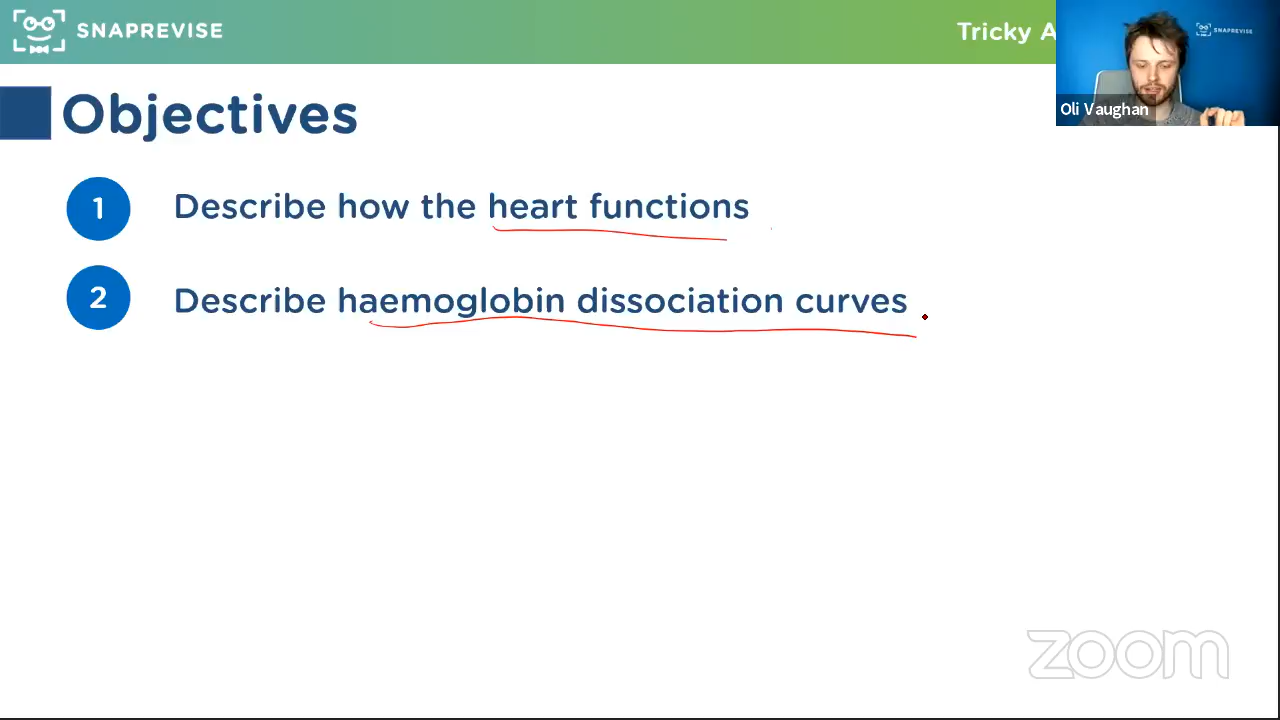 SNAPREVISE
Tricky A
SNAPREVISE
Oli Vaughan
Objectives
1 Describe how the heart functions
2 Describe haemoglobin dissociation curves
zoom